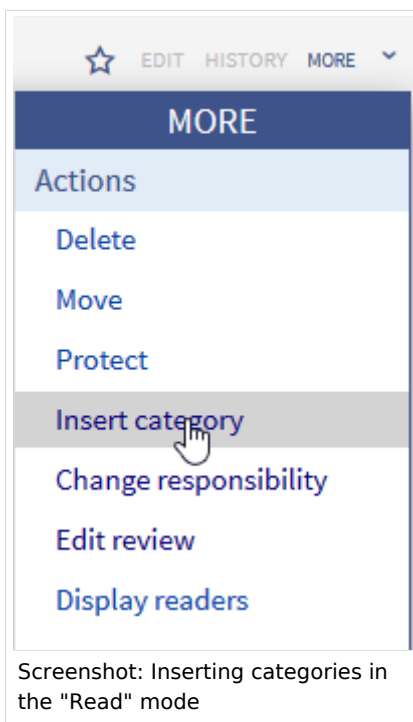 EDIT HISTORY MORE
MORE
Actions
Delete
Move
Protect
Insert category
Change responsibility
Edit review
Display readers
Screenshot: Inserting categories in
the "Read" mode